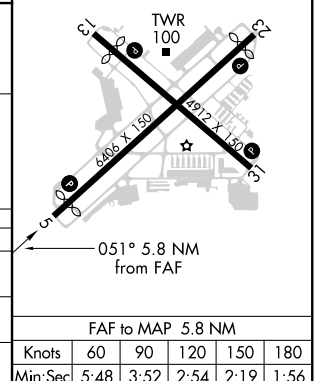 13
TWR
100
23
P
P
6406 X 150
4912 X 150
P
P
5
31
051° 5.8 NM
from FAF
FAF to MAP 5.8 NM
Knots 60 90 120 150 180
Min:Sec 5:48 3:52 2:54 2:19 1:56